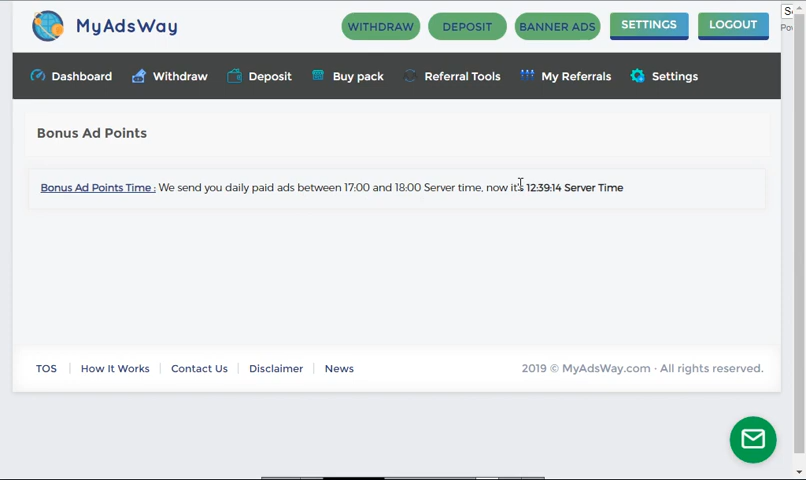 MyAdsWay
WITHDRAW DEPOSIT BANNER ADS SETTINGS LOGOUT
Dashboard Withdraw Deposit Buy pack Referral Tools My Referrals Settings
Bonus Ad Points
Bonus Ad Points Time : We send you daily paid ads between 17:00 and 18:00 Server time, now it's 12:39:14 Server Time
TOS How It Works Contact Us Disclaimer News 2019 © MyAdsWay.com · All rights reserved.